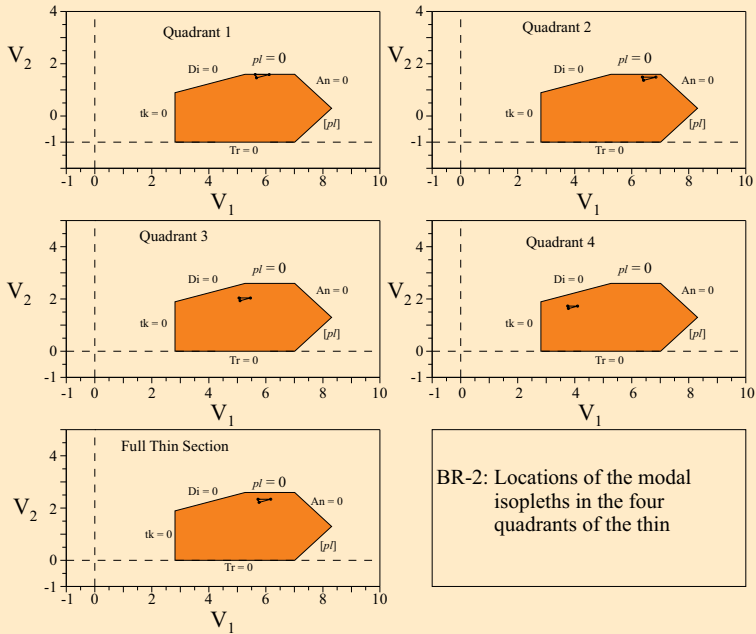 Quadrant 1
4
V2
2
0
-1
Di = 0
pl = 0
An = 0
tk = 0
[pl]
Tr = 0
-1 0 2 4 6 8 10
V1
Quadrant 2
4
V2
2
0
-1
Di = 0
pl = 0
An = 0
tk = 0
[pl]
Tr = 0
-1 0 2 4 6 8 10
V1
Quadrant 3
4
V2
2
0
-1
Di = 0
pl = 0
An = 0
tk = 0
[pl]
Tr = 0
-1 0 2 4 6 8 10
V1
Quadrant 4
4
V2
2
0
-1
Di = 0
pl = 0
An = 0
tk = 0
[pl]
Tr = 0
-1 0 2 4 6 8 10
V1
Full Thin Section
4
V2
2
0
-1
Di = 0
pl = 0
An = 0
tk = 0
[pl]
Tr = 0
-1 0 2 4 6 8 10
V1
BR-2: Locations of the modal
isopleths in the four
quadrants of the thin